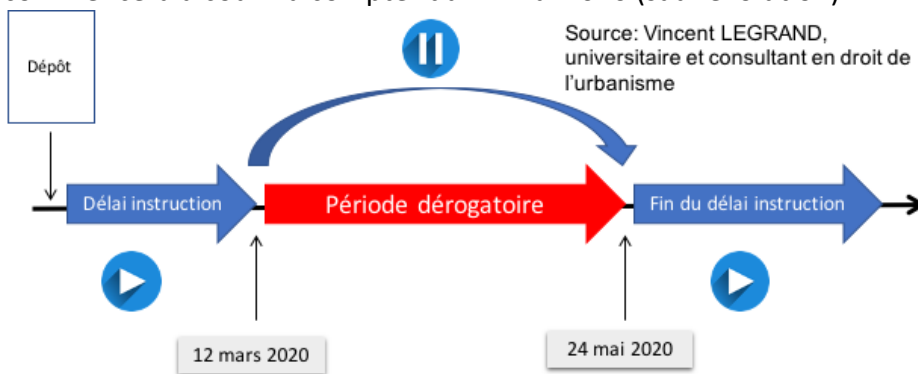 Source: Vincent LEGRAND,
universitaire et consultant en droit de
l'urbanisme
Dépôt
Délai instruction
Période dérogatoire
Fin du délai instruction
12 mars 2020
24 mai 2020